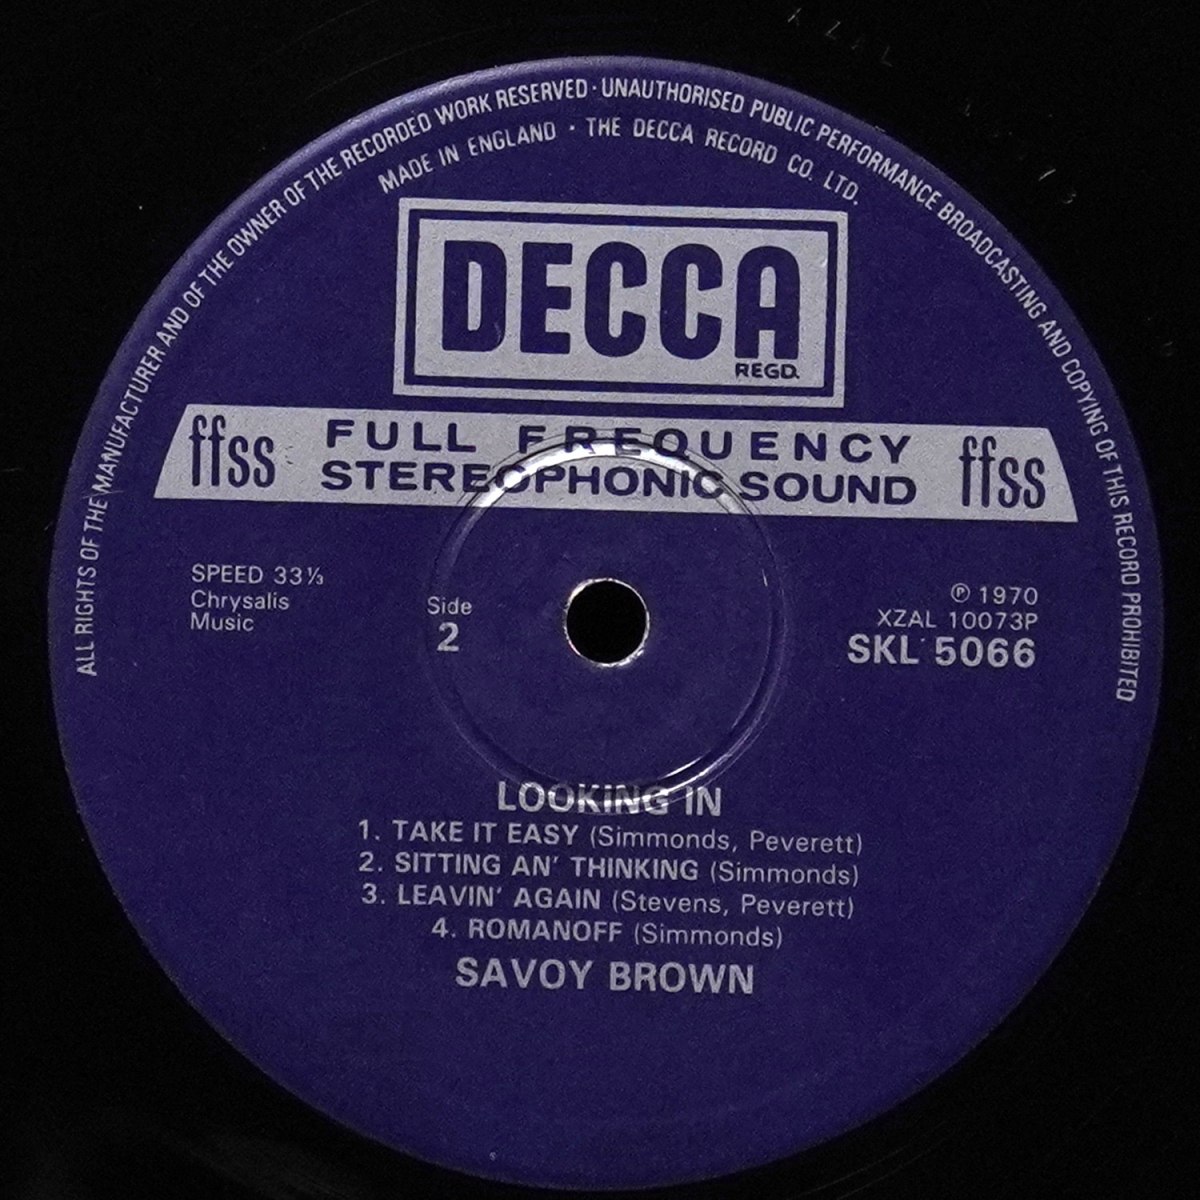 ALL RIGHTS OF THE MANUFACTURER AND OF THE OWNER OF THE RECORDED WORK RESERVED · UNAUTHORISED PUBLIC PERFORMANCE BROADCASTING AND COPYING OF THIS RECORD PROHIBITED
MADE IN ENGLAND · THE DECCA RECORD CO. LTD.
DECCA
REGD.
ffss FULL FREQUENCY ffss
STEREOPHONIC SOUND
SPEED 33⅓
Chrysalis
Music
Side
2
℗ 1970
XZAL 10073P
SKL 5066
LOOKING IN
1. TAKE IT EASY (Simmonds, Peverett)
2. SITTING AN' THINKING (Simmonds)
3. LEAVIN' AGAIN (Stevens, Peverett)
4. ROMANOFF (Simmonds)
SAVOY BROWN